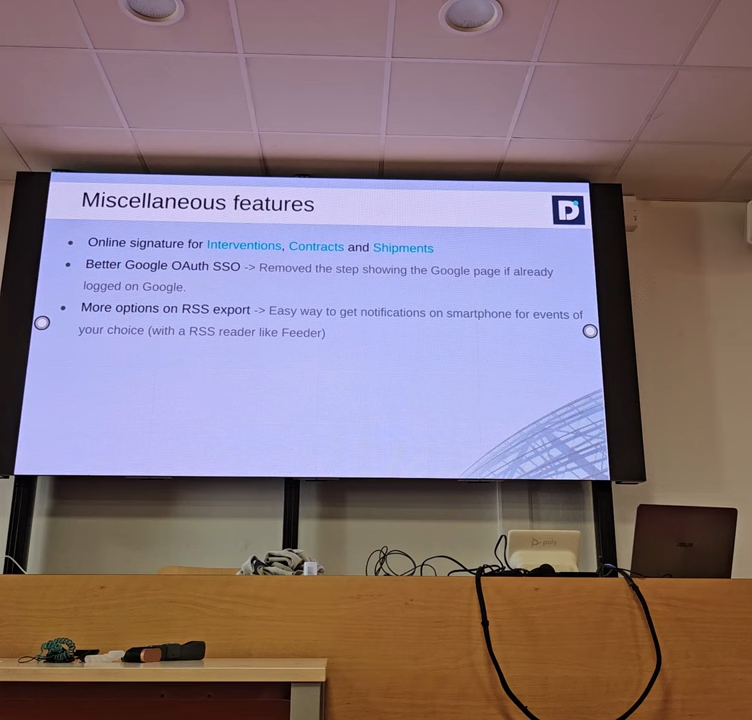 Miscellaneous features
D
Online signature for Interventions, Contracts and Shipments
Better Google OAuth SSO -> Removed the step showing the Google page if already
logged on Google.
More options on RSS export -> Easy way to get notifications on smartphone for events of
your choice (with a RSS reader like Feeder)
poly
ASUS